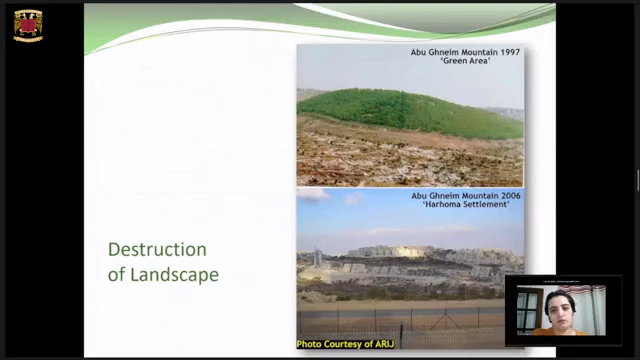 Abu Ghneim Mountain 1997
'Green Area'
Abu Ghneim Mountain 2006
'Harhoma Settlement'
Destruction
of Landscape
Photo Courtesy of ARIJ